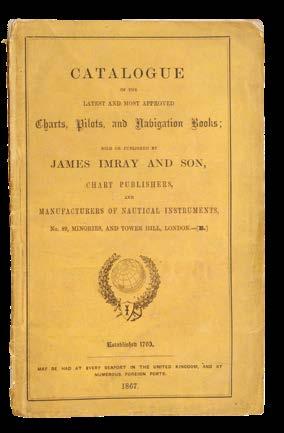 CATALOGUE
OF THE
LATEST AND MOST APPROVED
Charts, Pilots, and Navigation Books;
SOLD OR PUBLISHED BY
JAMES IMRAY AND SON,
CHART PUBLISHERS,
AND
MANUFACTURERS OF NAUTICAL INSTRUMENTS,
No. 89, MINORIES, AND TOWER HILL, LONDON.—[E.]
Established 1763.
MAY BE HAD AT EVERY SEAPORT IN THE UNITED KINGDOM, AND AT
NUMEROUS FOREIGN PORTS.
1867.